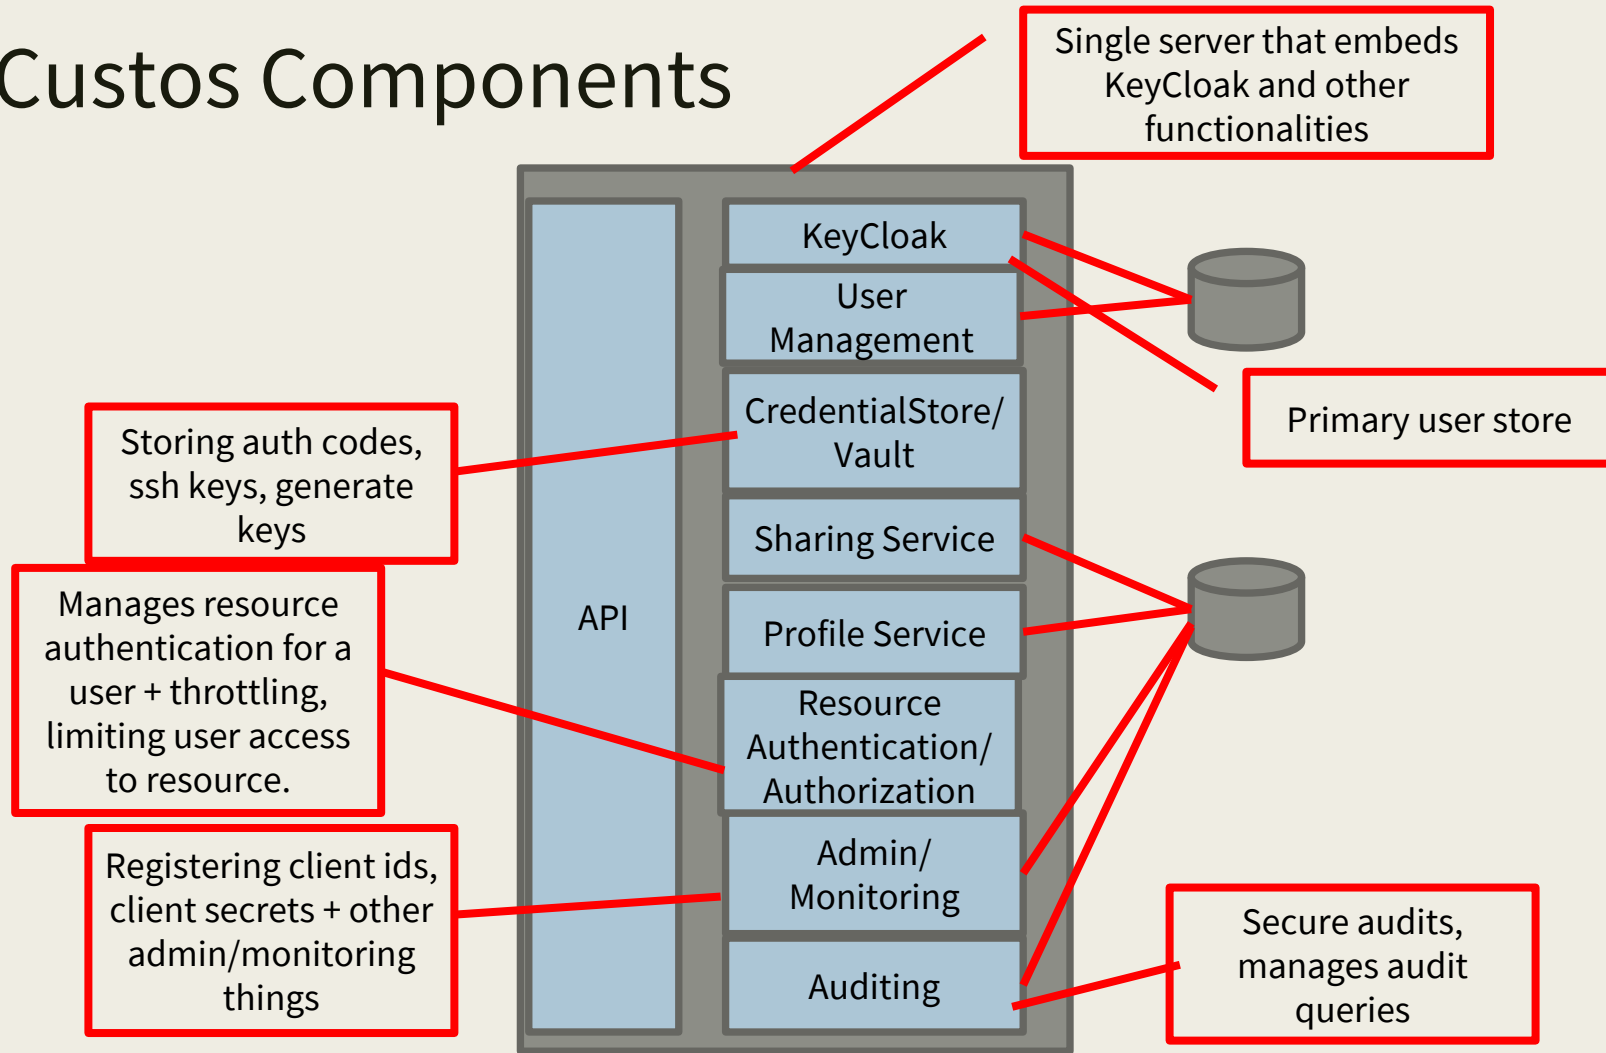 Custos Components
Single server that embeds
KeyCloak and other
functionalities
KeyCloak
User
Management
Primary user store
CredentialStore/
Vault
Storing auth codes,
ssh keys, generate
keys
Sharing Service
Manages resource
authentication for a
user + throttling,
limiting user access
to resource.
API
Profile Service
Resource
Authentication/
Authorization
Admin/
Monitoring
Registering client ids,
client secrets + other
admin/monitoring
things
Auditing
Secure audits,
manages audit
queries